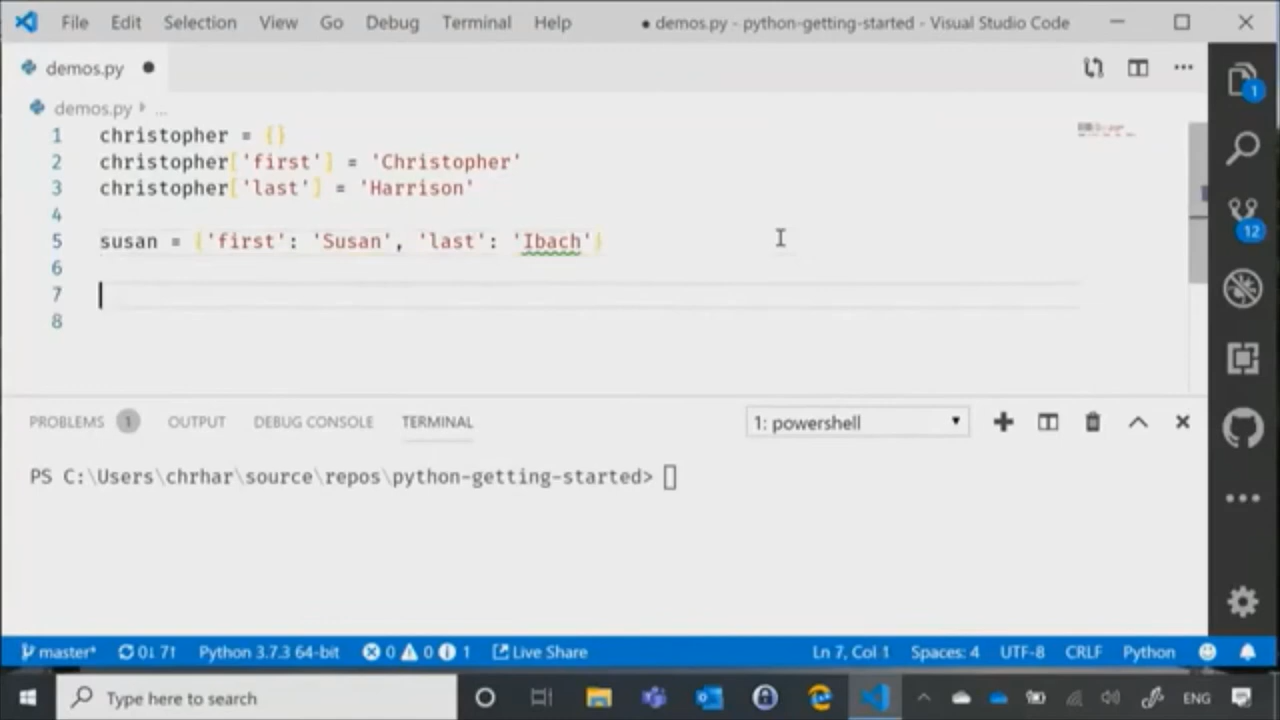 File Edit Selection View Go Debug Terminal Help ● demos.py - python-getting-started - Visual Studio Code
demos.py ●
demos.py ...
1 christopher = {}
2 christopher['first'] = 'Christopher'
3 christopher['last'] = 'Harrison'
4
5 susan = {'first': 'Susan', 'last': 'Ibach'}
6
7
8
1
12
PROBLEMS 1 OUTPUT DEBUG CONSOLE TERMINAL 1: powershell
PS C:\Users\chrhar\source\repos\python-getting-started>
master* 0↓ 7↑ Python 3.7.3 64-bit 0 0 1 Live Share Ln 7, Col 1 Spaces: 4 UTF-8 CRLF Python
Type here to search ENG